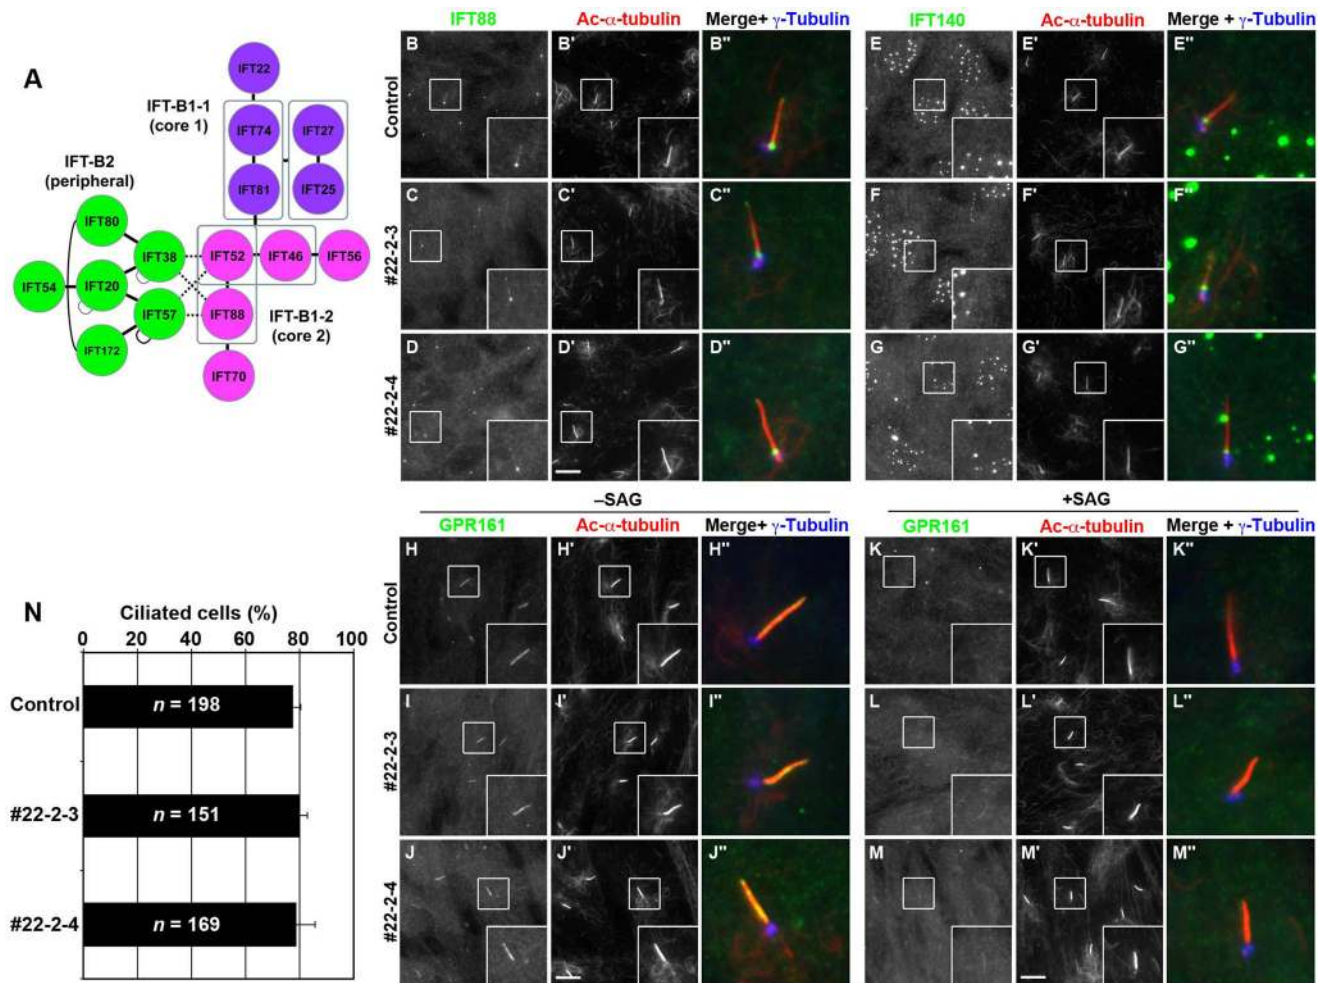 A
IFT22
IFT-B1-1
(core 1)
IFT74
IFT27
IFT-B2
(peripheral)
IFT81
IFT25
IFT80
IFT38
IFT52
IFT46
IFT56
IFT54
IFT20
IFT57
IFT88
IFT-B1-2
(core 2)
IFT172
IFT70
IFT88 Ac-α-tubulin Merge+ γ-Tubulin
IFT140 Ac-α-tubulin Merge + γ-Tubulin
Control
B B' B" E E' E"
#22-2-3
C C' C" F F' F"
#22-2-4
D D' D" G G' G"
–SAG
+SAG
GPR161 Ac-α-tubulin Merge+ γ-Tubulin
GPR161 Ac-α-tubulin Merge + γ-Tubulin
Control
H H' H" K K' K"
#22-2-3
I I' I" L L' L"
#22-2-4
J J' J" M M' M"
N
Ciliated cells (%)
0 20 40 60 80 100
Control
n = 198
#22-2-3
n = 151
#22-2-4
n = 169